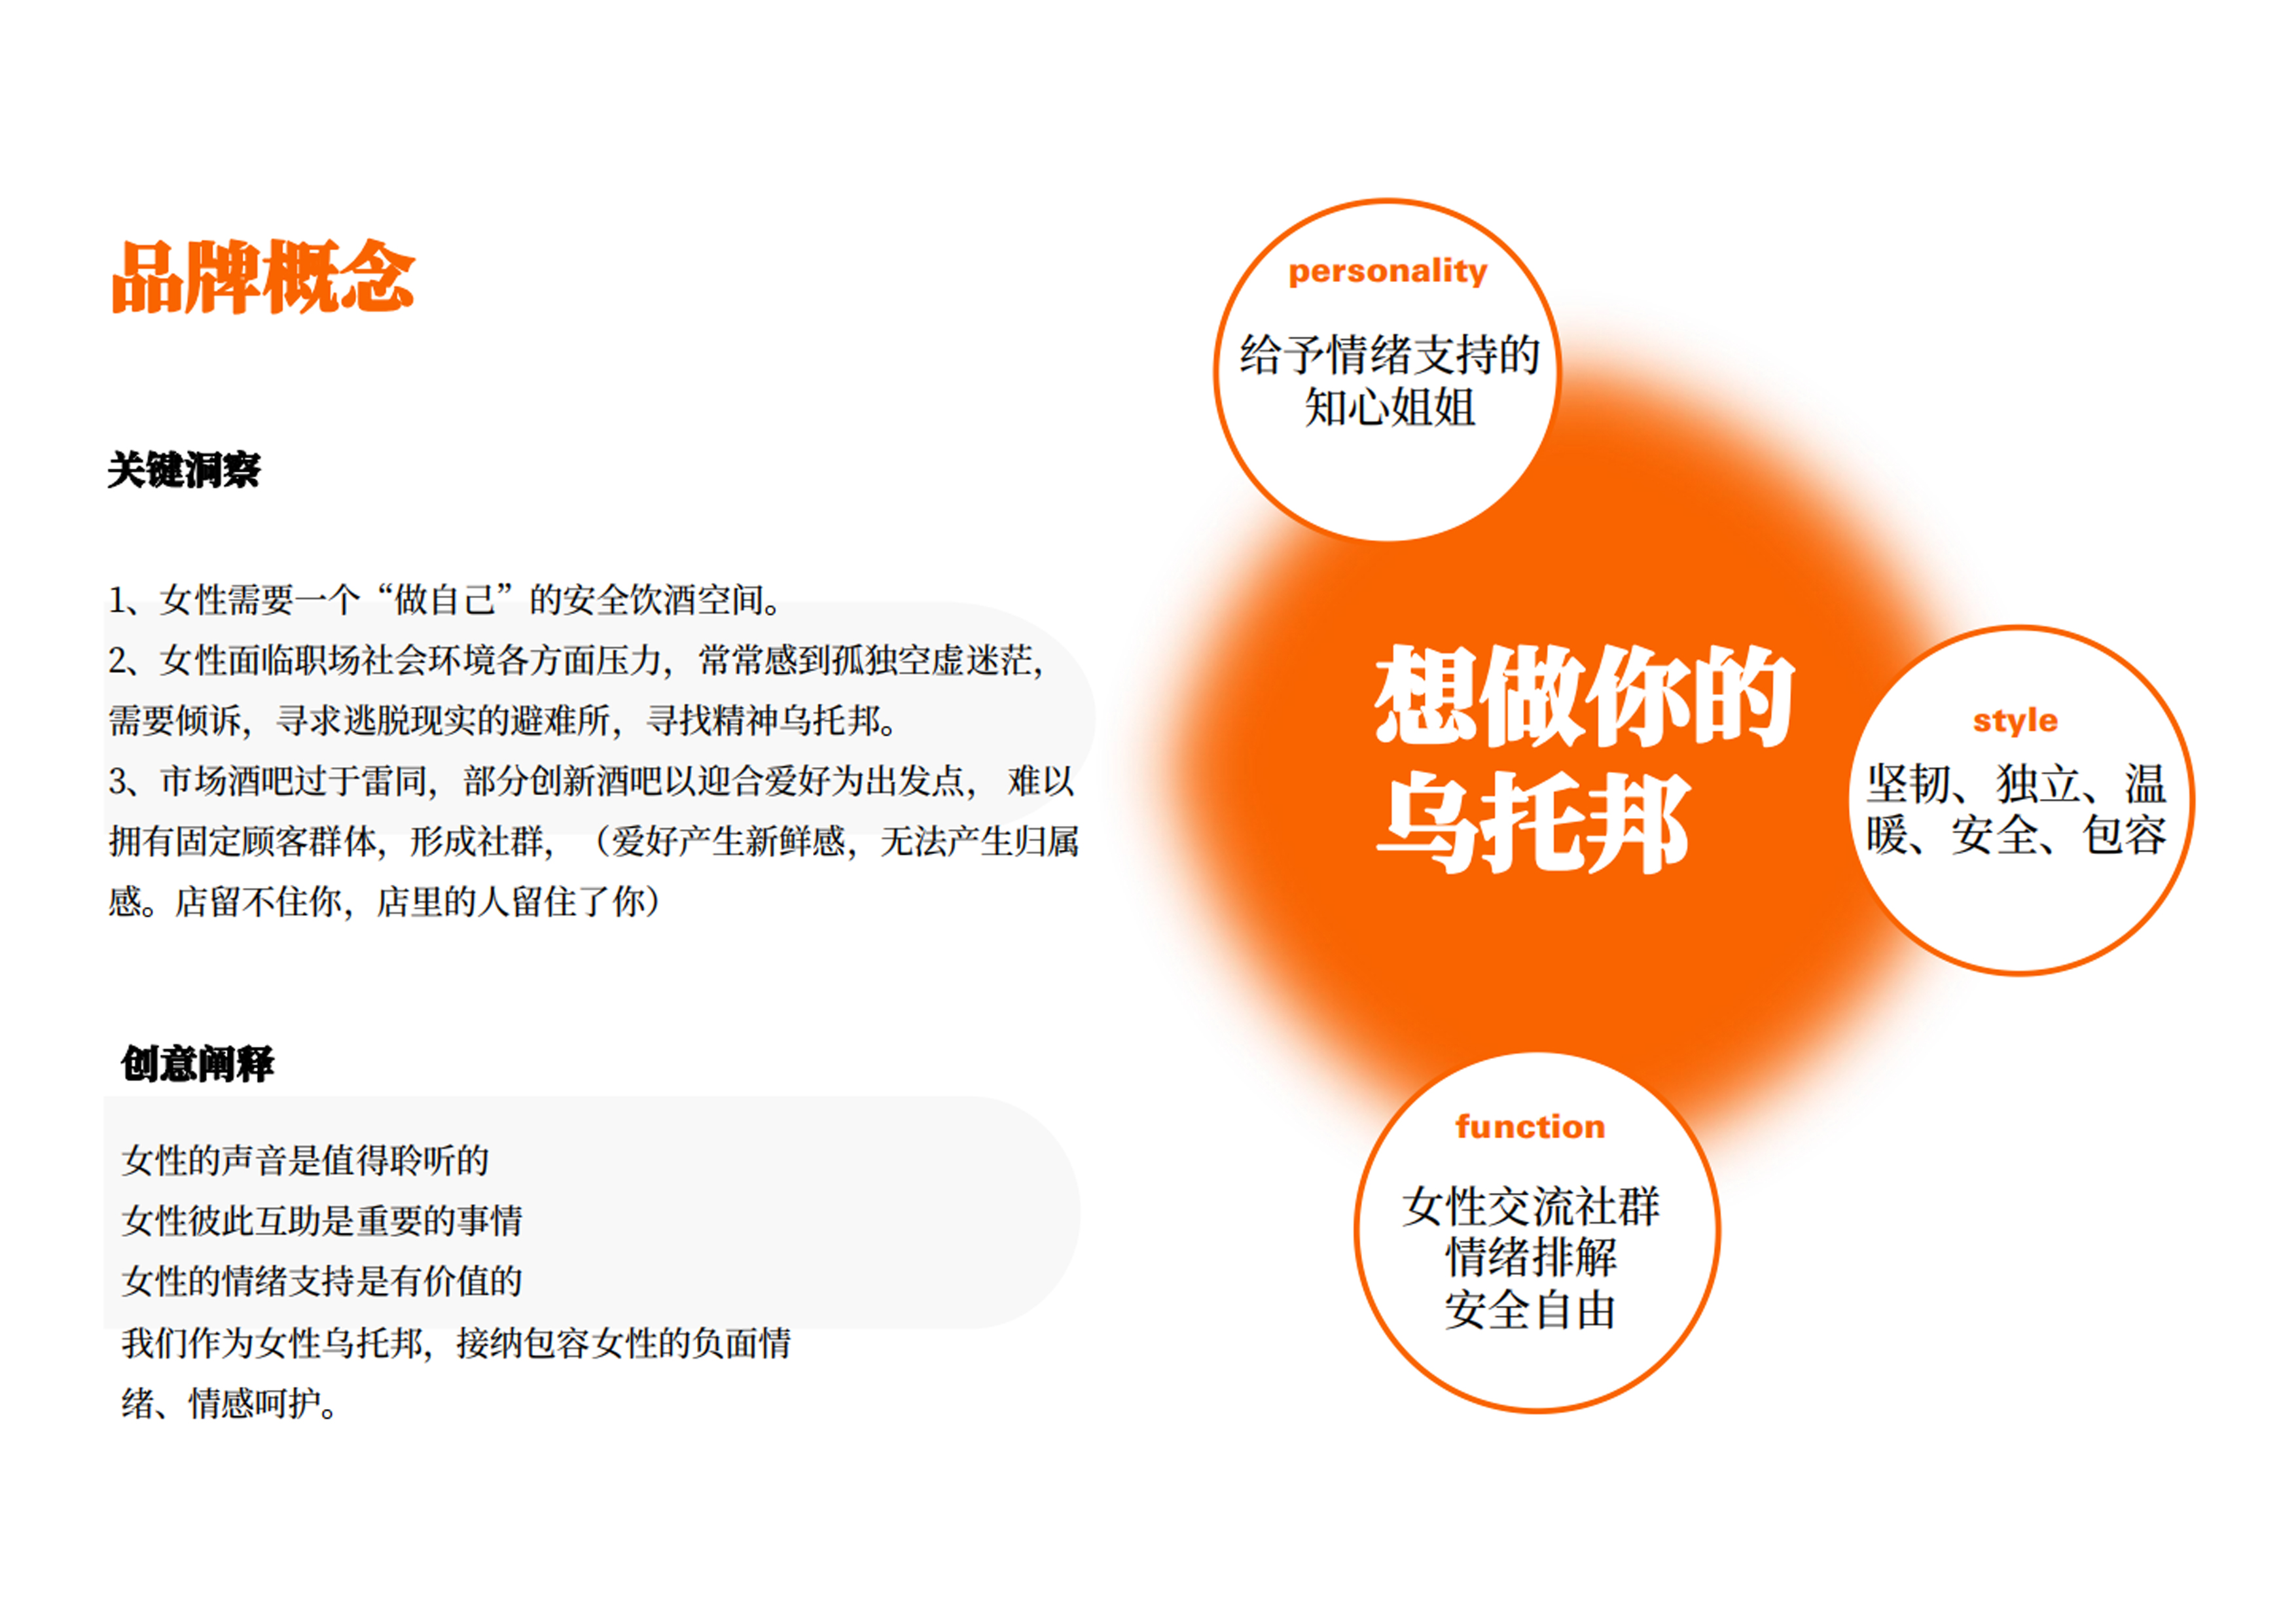 品牌概念
关键洞察
1、女性需要一个“做自己”的安全饮酒空间。
2、女性面临职场社会环境各方面压力，常常感到孤独空虚迷茫，
需要倾诉，寻求逃脱现实的避难所，寻找精神乌托邦。
3、市场酒吧过于雷同，部分创新酒吧以迎合爱好为出发点， 难以
拥有固定顾客群体，形成社群，（爱好产生新鲜感，无法产生归属
感。店留不住你，店里的人留住了你）
创意阐释
女性的声音是值得聆听的
女性彼此互助是重要的事情
女性的情绪支持是有价值的
我们作为女性乌托邦，接纳包容女性的负面情
绪、情感呵护。
personality
给予情绪支持的
知心姐姐
想做你的
乌托邦
style
坚韧、独立、温
暖、安全、包容
function
女性交流社群
情绪排解
安全自由